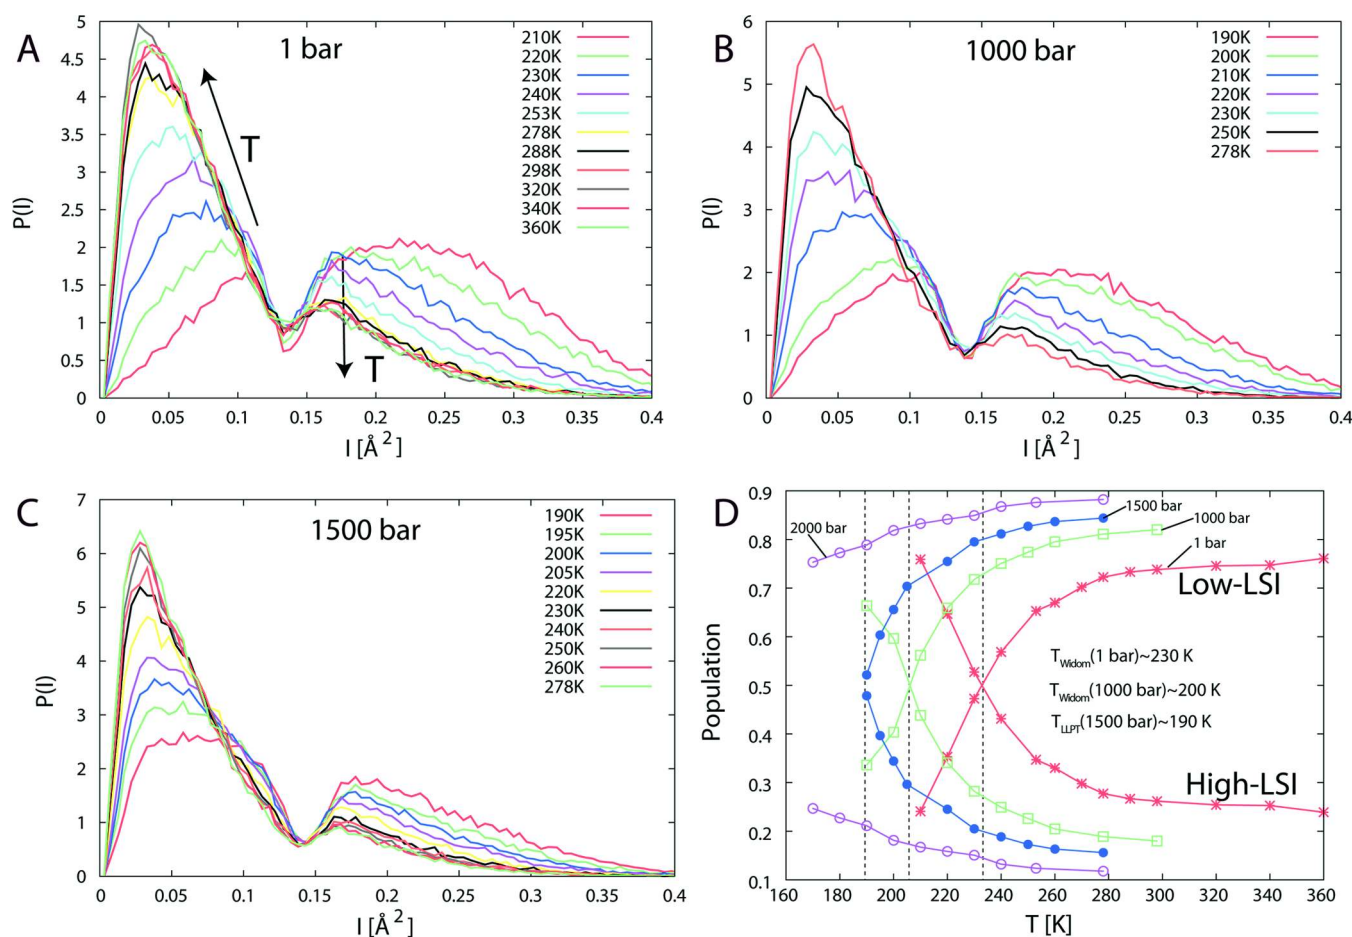 A
1 bar
5
4.5
4
3.5
3
2.5
2
1.5
1
0.5
0
P(I)
T
T
210K
220K
230K
240K
253K
278K
288K
298K
320K
340K
360K
0 0.05 0.1 0.15 0.2 0.25 0.3 0.35 0.4
I [Å²]
B
1000 bar
6
5
4
3
2
1
0
P(I)
190K
200K
210K
220K
230K
250K
278K
0 0.05 0.1 0.15 0.2 0.25 0.3 0.35 0.4
I [Å²]
C
1500 bar
7
6
5
4
3
2
1
0
P(I)
190K
195K
200K
205K
220K
230K
240K
250K
260K
278K
0 0.05 0.1 0.15 0.2 0.25 0.3 0.35 0.4
I [Å²]
D
0.9
0.8
0.7
0.6
0.5
0.4
0.3
0.2
0.1
Population
2000 bar
1500 bar
1000 bar
1 bar
Low-LSI
T_Widom(1 bar)~230 K
T_Widom(1000 bar)~200 K
T_LLPT(1500 bar)~190 K
High-LSI
160 180 200 220 240 260 280 300 320 340 360
T [K]